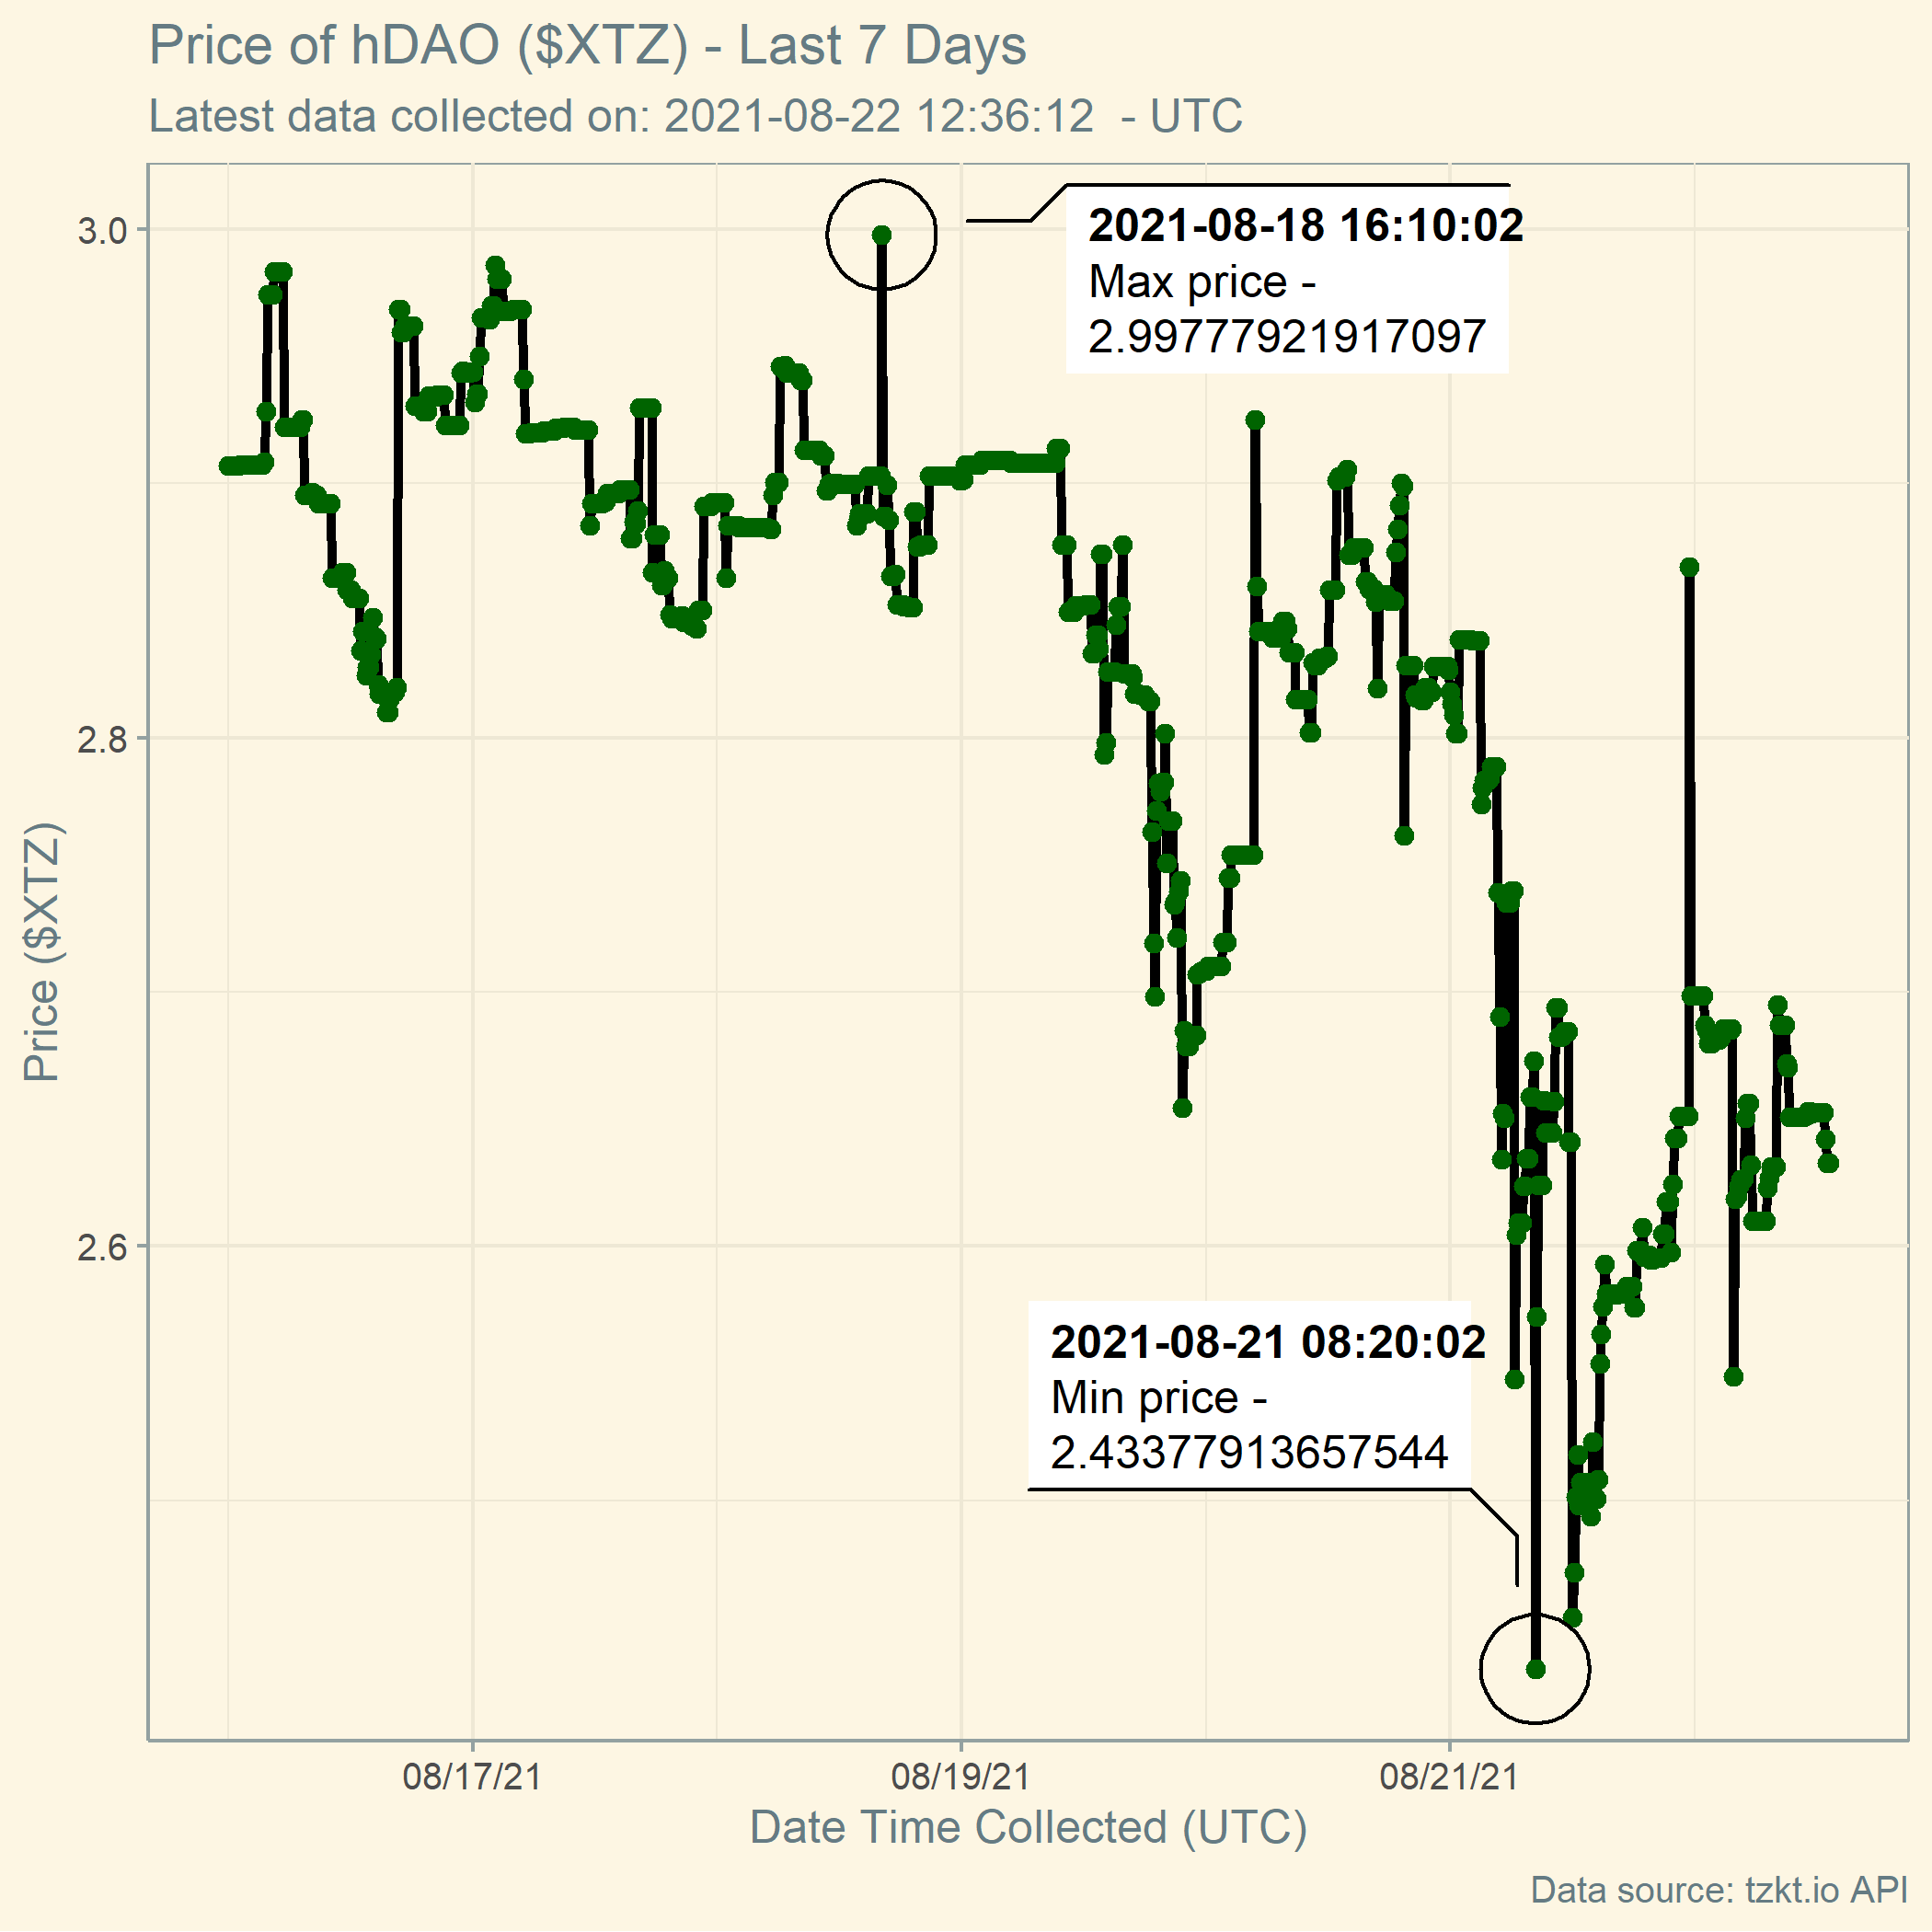 Price of hDAO ($XTZ) - Last 7 Days
Latest data collected on: 2021-08-22 12:36:12  - UTC
3.0
2.8
2.6
Price ($XTZ)
2021-08-18 16:10:02
Max price -
2.99777921917097
2021-08-21 08:20:02
Min price -
2.43377913657544
08/17/21
08/19/21
08/21/21
Date Time Collected (UTC)
Data source: tzkt.io API